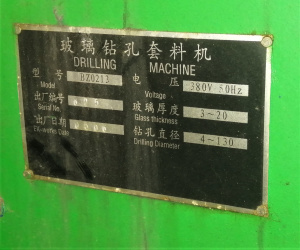 玻璃钻孔套料机
DRILLING MACHINE
型号 BZ0213 电压 380V 50Hz
Model Voltage
出厂编号 玻璃厚度 3~20
Serial No. Glass thickness
出厂日期 钻孔直径 4~130
EX-works Date Drilling Diameter